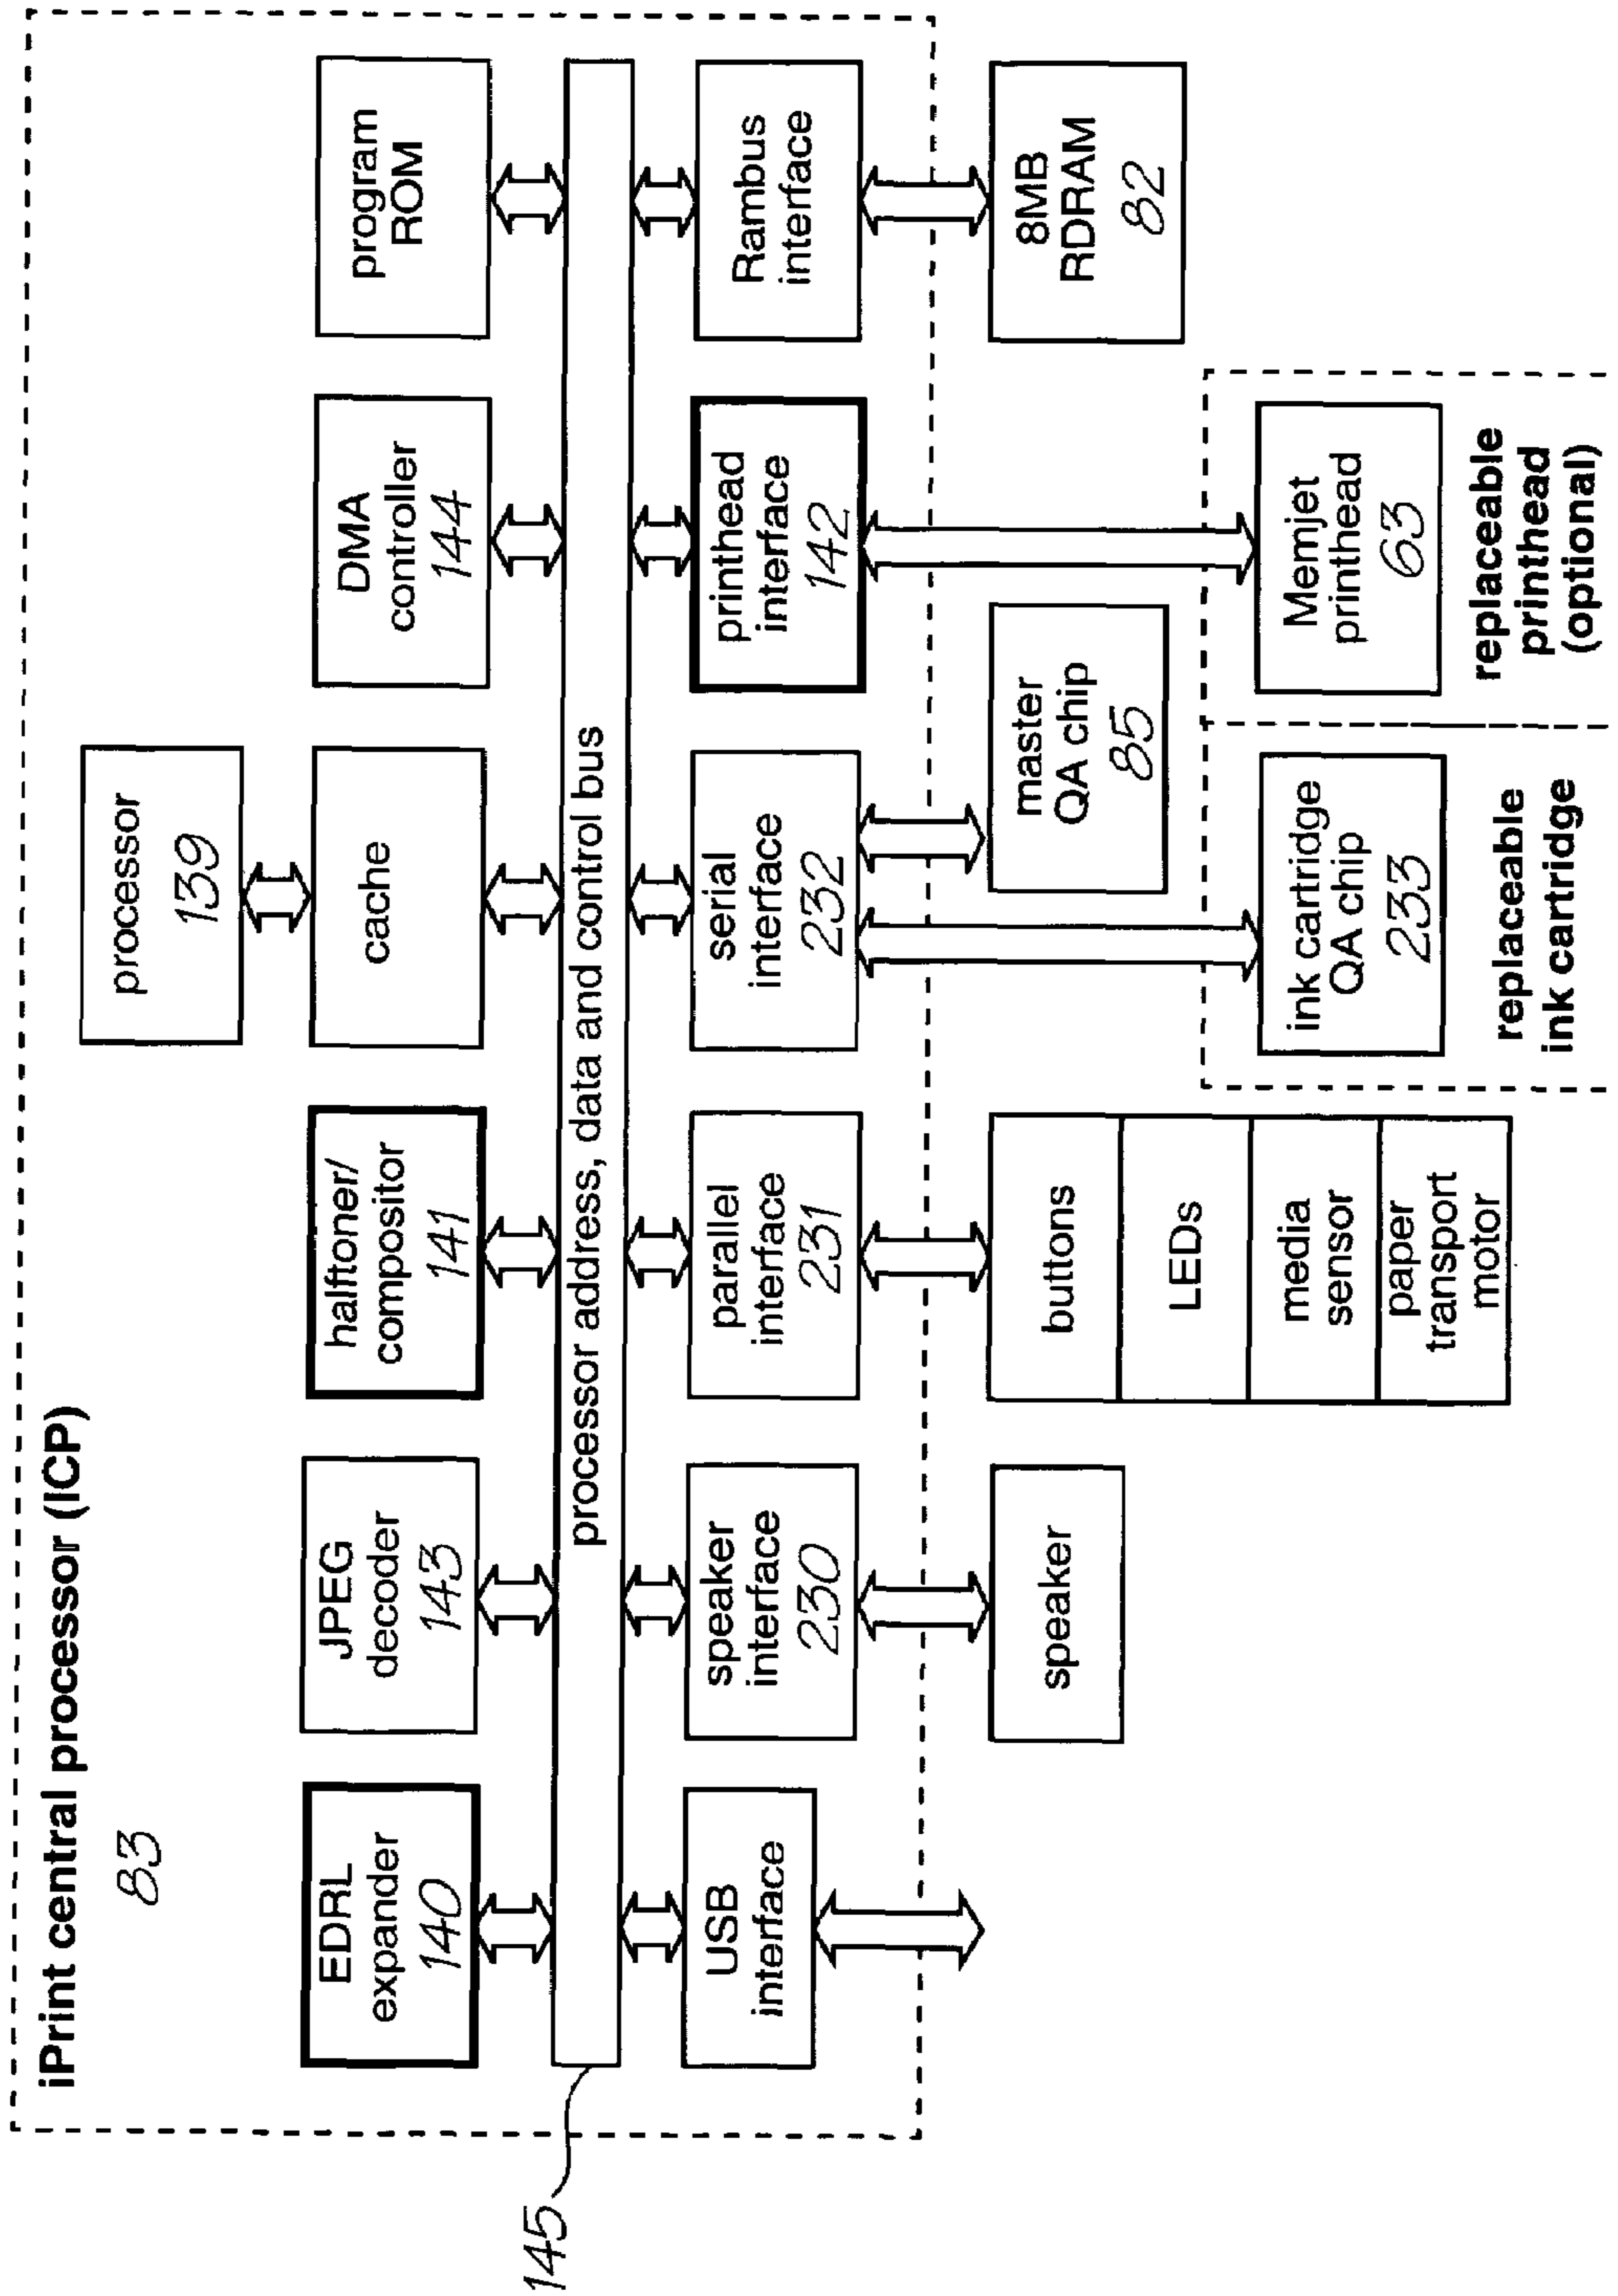 iPrint central processor (ICP)
83
processor
139
EDRL
expander
140
JPEG
decoder
143
halftoner/
compositor
141
cache
DMA
controller
144
program
ROM
145
processor address, data and control bus
USB
interface
speaker
interface
230
parallel
interface
231
serial
interface
232
printhead
interface
142
Rambus
interface
speaker
buttons
LEDs
media
sensor
paper
transport
motor
master
QA chip
85
8MB
RDRAM
82
ink cartridge
QA chip
233
replaceable
ink cartridge
Memjet
printhead
63
replaceable
printhead
(optional)